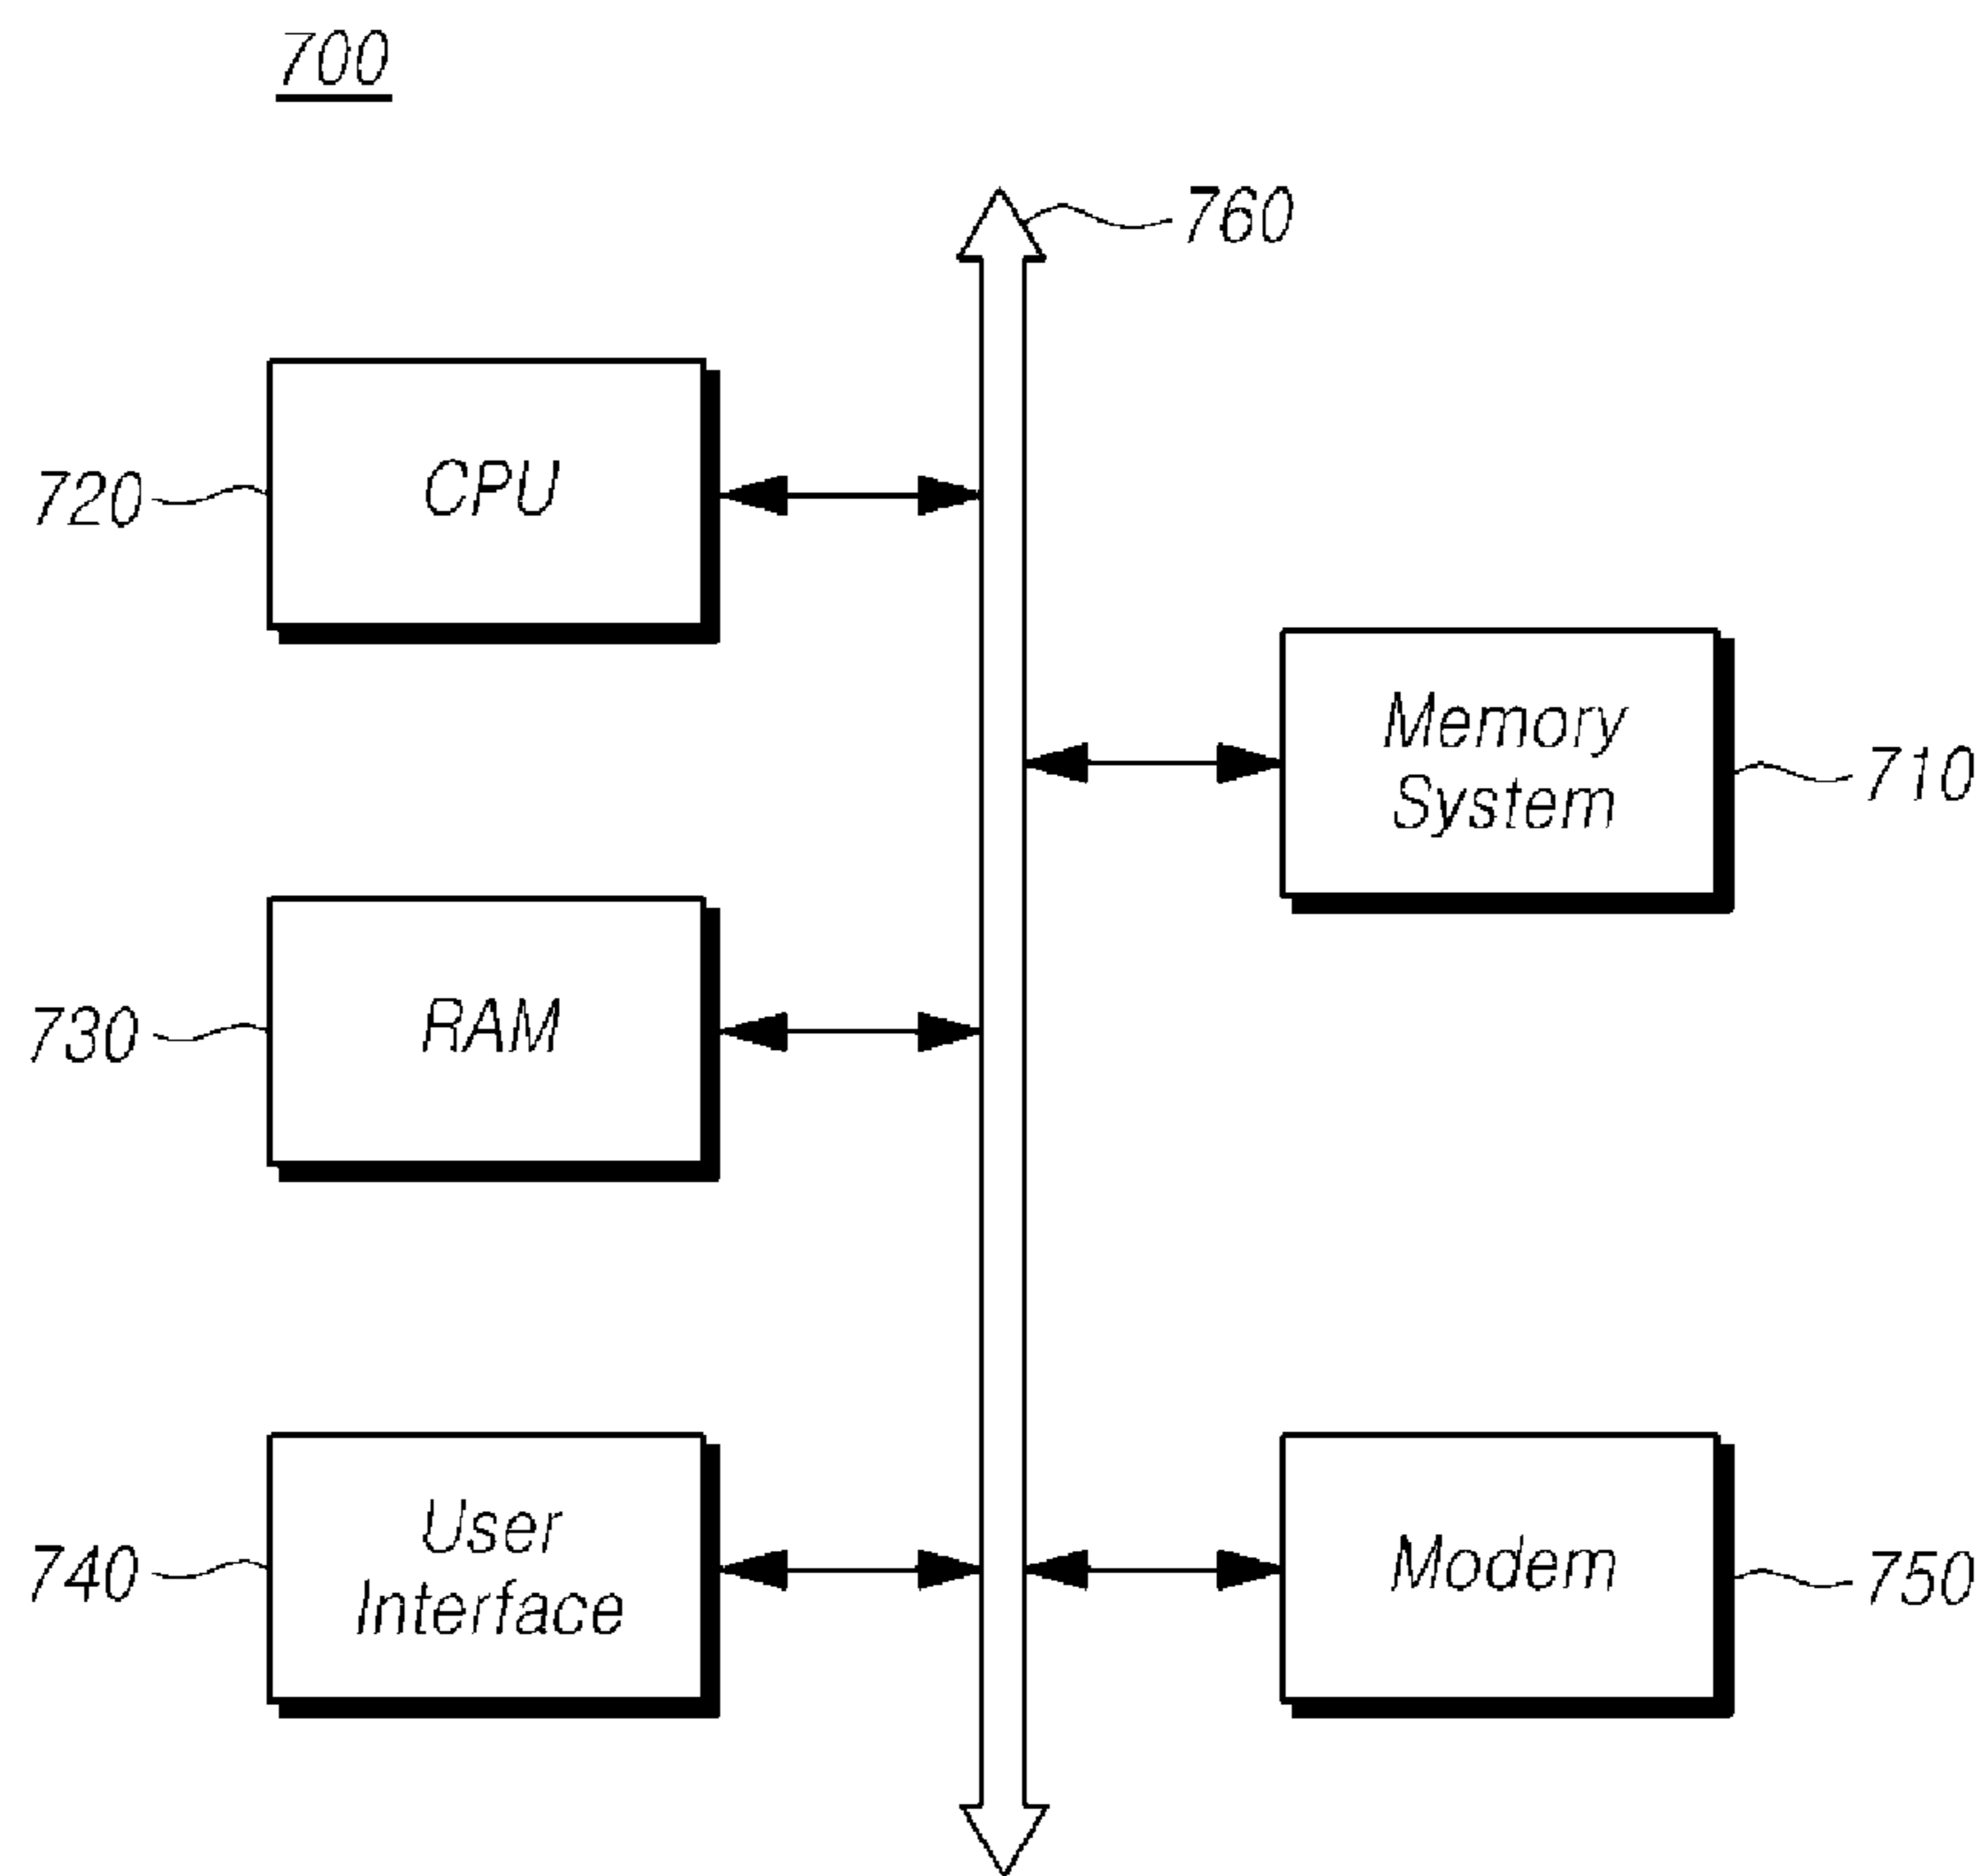 700
760
CPU
720
Memory
System
710
RAM
730
User
Interface
740
Modem
750